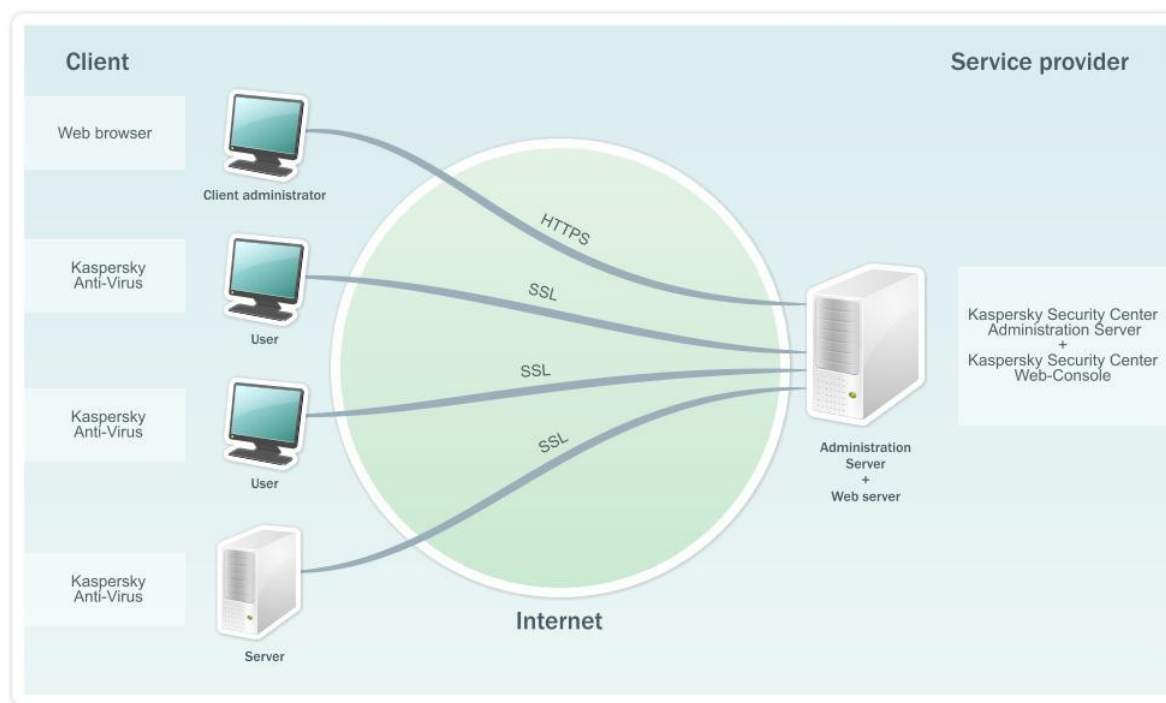 Client
Service provider
Web browser
Client administrator
HTTPS
Kaspersky
Anti-Virus
User
SSL
Kaspersky Security Center
Administration Server
+
Kaspersky Security Center
Web-Console
Kaspersky
Anti-Virus
User
SSL
Administration
Server
+
Web server
Kaspersky
Anti-Virus
Server
SSL
Internet